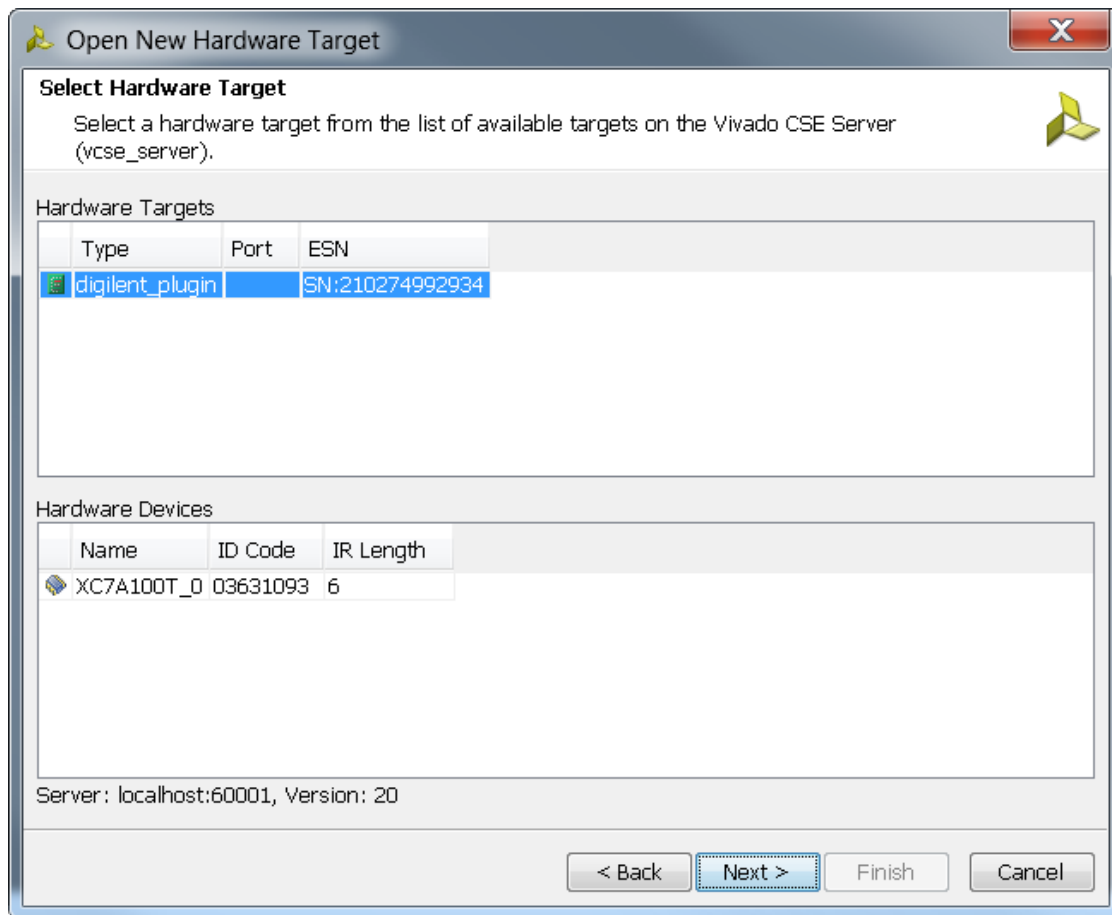 Open New Hardware Target
X
Select Hardware Target
Select a hardware target from the list of available targets on the Vivado CSE Server
(vcse_server).
Hardware Targets
Type Port ESN
digilent_plugin SN:210274992934
Hardware Devices
Name ID Code IR Length
XC7A100T_0 03631093 6
Server: localhost:60001, Version: 20
< Back Next > Finish Cancel